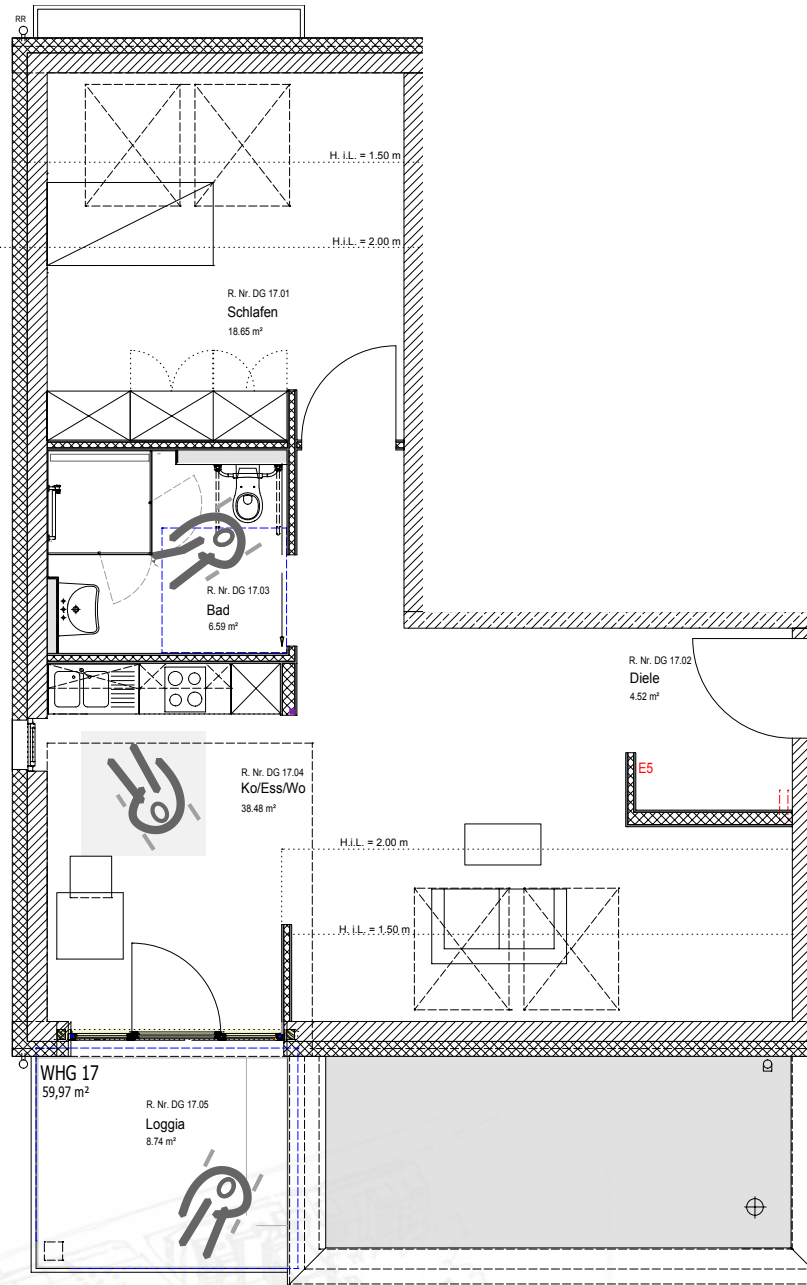 RR
H. i.L. = 1.50 m
H.i.L. = 2.00 m
R. Nr. DG 17.01
Schlafen
18.65 m²
R. Nr. DG 17.03
Bad
6.59 m²
R. Nr. DG 17.02
Diele
4.52 m²
E5
R. Nr. DG 17.04
Ko/Ess/Wo
38.48 m²
H.i.L. = 2.00 m
H. i.L. = 1.50 m
WHG 17
59,97 m²
R. Nr. DG 17.05
Loggia
8.74 m²